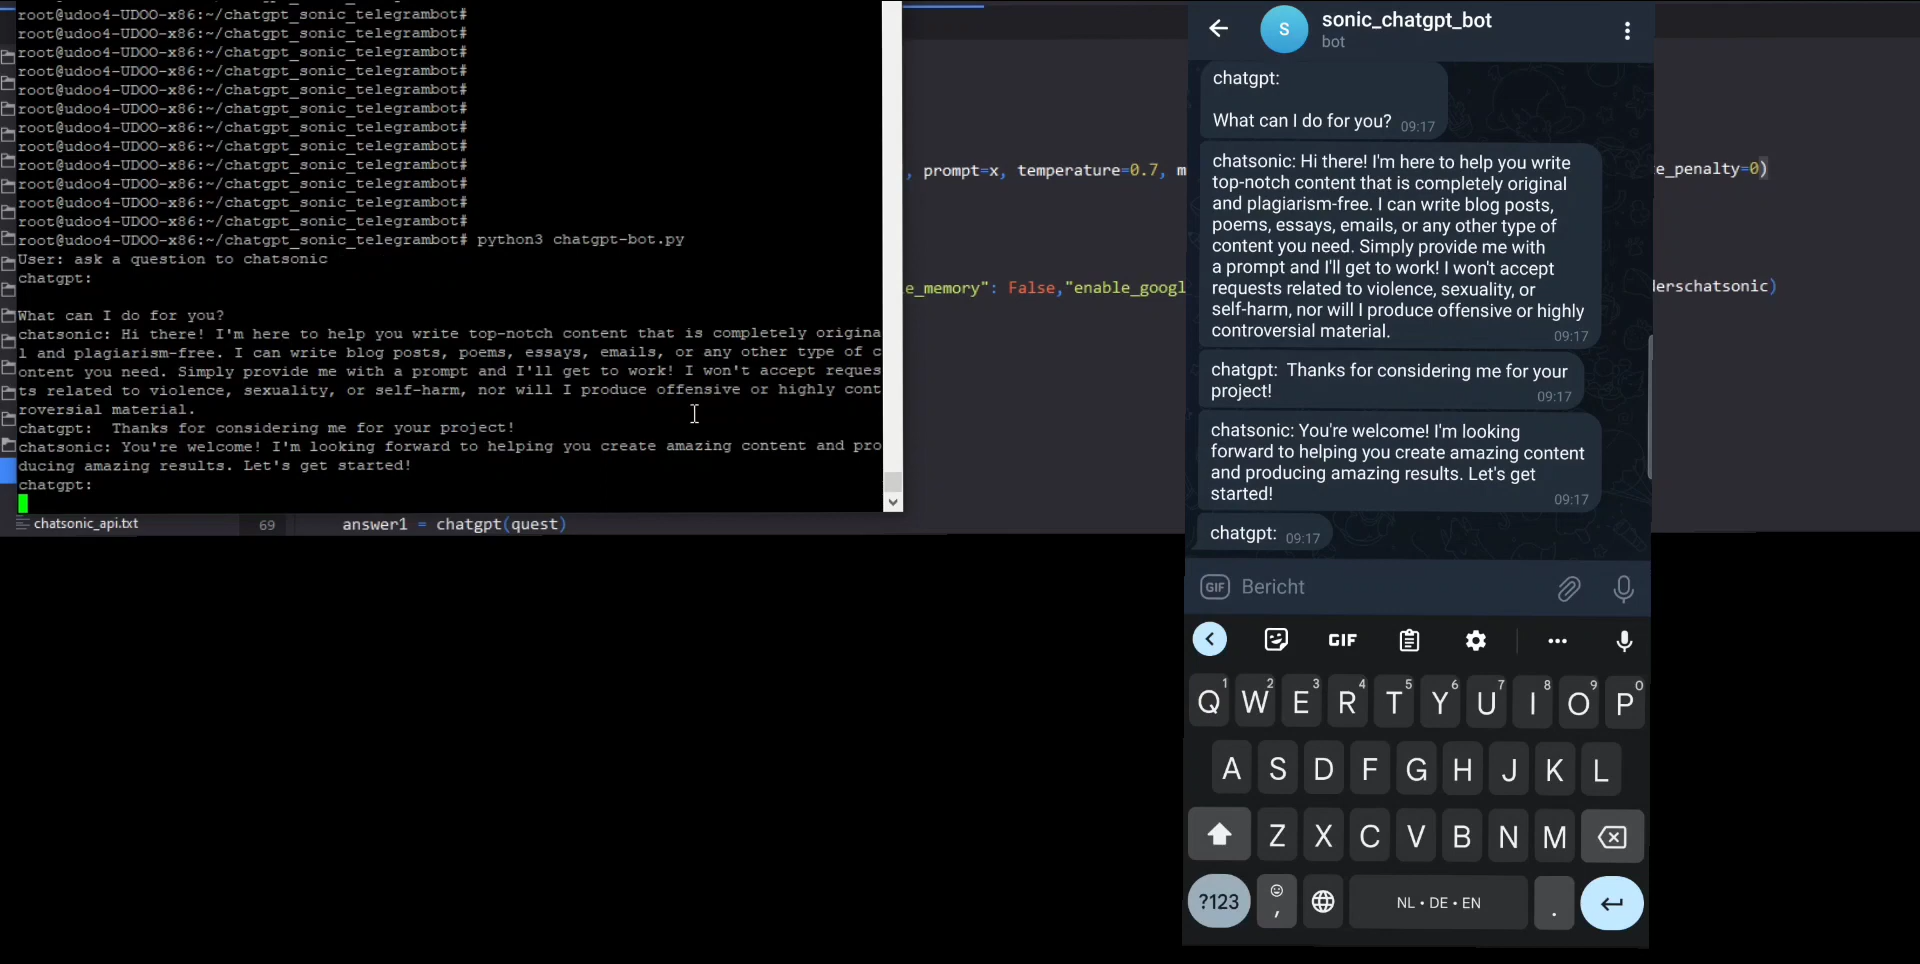 root@udoo4-UDOO-x86:~/chatgpt_sonic_telegrambot#
root@udoo4-UDOO-x86:~/chatgpt_sonic_telegrambot#
root@udoo4-UDOO-x86:~/chatgpt_sonic_telegrambot#
root@udoo4-UDOO-x86:~/chatgpt_sonic_telegrambot#
root@udoo4-UDOO-x86:~/chatgpt_sonic_telegrambot#
root@udoo4-UDOO-x86:~/chatgpt_sonic_telegrambot#
root@udoo4-UDOO-x86:~/chatgpt_sonic_telegrambot#
root@udoo4-UDOO-x86:~/chatgpt_sonic_telegrambot#
root@udoo4-UDOO-x86:~/chatgpt_sonic_telegrambot#
root@udoo4-UDOO-x86:~/chatgpt_sonic_telegrambot#
root@udoo4-UDOO-x86:~/chatgpt_sonic_telegrambot#
root@udoo4-UDOO-x86:~/chatgpt_sonic_telegrambot#
root@udoo4-UDOO-x86:~/chatgpt_sonic_telegrambot# python3 chatgpt-bot.py
User: ask a question to chatsonic
chatgpt:
What can I do for you?
chatsonic: Hi there! I'm here to help you write top-notch content that is completely origina
l and plagiarism-free. I can write blog posts, poems, essays, emails, or any other type of c
ontent you need. Simply provide me with a prompt and I'll get to work! I won't accept reques
ts related to violence, sexuality, or self-harm, nor will I produce offensive or highly cont
roversial material.
chatgpt:  Thanks for considering me for your project!
chatsonic: You're welcome! I'm looking forward to helping you create amazing content and pro
ducing amazing results. Let's get started!
chatgpt:
chatsonic_api.txt
69 answer1 = chatgpt(quest)
, prompt=x, temperature=0.7, m
e_penalty=0)
e_memory": False,"enable_googl
derschatsonic)
S
sonic_chatgpt_bot
bot
chatgpt:
What can I do for you? 09:17
chatsonic: Hi there! I'm here to help you write
top-notch content that is completely original
and plagiarism-free. I can write blog posts,
poems, essays, emails, or any other type of
content you need. Simply provide me with
a prompt and I'll get to work! I won't accept
requests related to violence, sexuality, or
self-harm, nor will I produce offensive or highly
controversial material. 09:17
chatgpt:  Thanks for considering me for your
project! 09:17
chatsonic: You're welcome! I'm looking
forward to helping you create amazing content
and producing amazing results. Let's get
started! 09:17
chatgpt: 09:17
GIF Bericht
GIF
Q1 W2 E3 R4 T5 Y6 U7 I8 O9 P0
A S D F G H J K L
Z X C V B N M
?123 , NL • DE • EN .